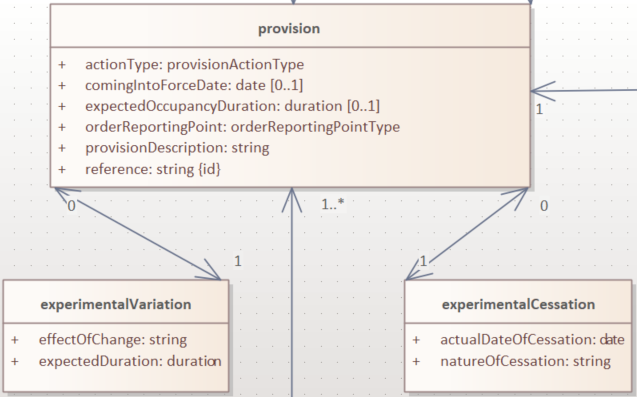 provision
+ actionType: provisionActionType
+ comingIntoForceDate: date [0..1]
+ expectedOccupancyDuration: duration [0..1]
+ orderReportingPoint: orderReportingPointType
+ provisionDescription: string
+ reference: string {id}
1
0
1..*
0
1
1
experimentalVariation
+ effectOfChange: string
+ expectedDuration: duration
experimentalCessation
+ actualDateOfCessation: date
+ natureOfCessation: string